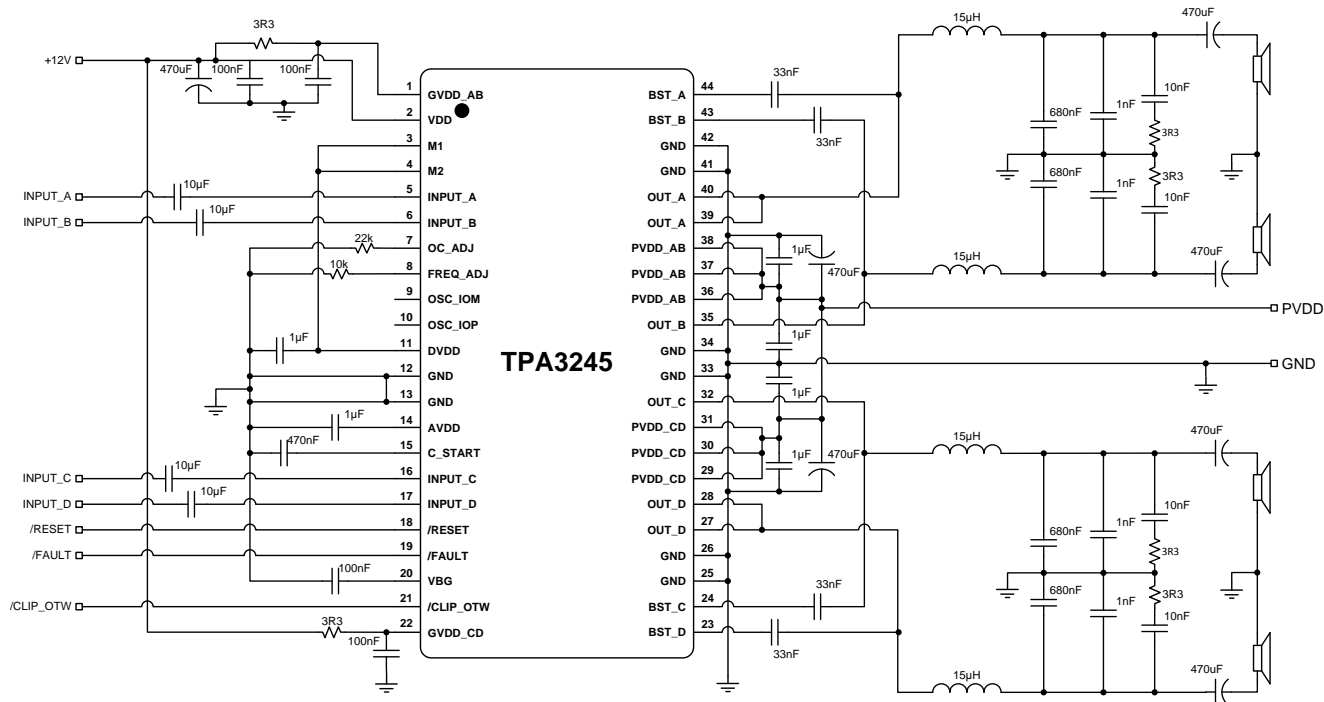 3R3
+12V
470uF 100nF 100nF
INPUT_A
10µF
INPUT_B
10µF
22k
10k
1µF
1µF
470nF
INPUT_C
10µF
INPUT_D
10µF
/RESET
/FAULT
100nF
/CLIP_OTW
3R3
100nF
TPA3245
1 GVDD_AB
2 VDD
3 M1
4 M2
5 INPUT_A
6 INPUT_B
7 OC_ADJ
8 FREQ_ADJ
9 OSC_IOM
10 OSC_IOP
11 DVDD
12 GND
13 GND
14 AVDD
15 C_START
16 INPUT_C
17 INPUT_D
18 /RESET
19 /FAULT
20 VBG
21 /CLIP_OTW
22 GVDD_CD
BST_A 44
BST_B 43
GND 42
GND 41
OUT_A 40
OUT_A 39
PVDD_AB 38
PVDD_AB 37
PVDD_AB 36
OUT_B 35
GND 34
GND 33
OUT_C 32
PVDD_CD 31
PVDD_CD 30
PVDD_CD 29
OUT_D 28
OUT_D 27
GND 26
GND 25
BST_C 24
BST_D 23
33nF
33nF
1µF
470uF
1µF
1µF
1µF
470uF
33nF
33nF
15µH
470uF
680nF
1nF
10nF
3R3
680nF
1nF
3R3
10nF
15µH
470uF
PVDD
GND
15µH
470uF
680nF
1nF
10nF
3R3
680nF
1nF
3R3
10nF
15µH
470uF